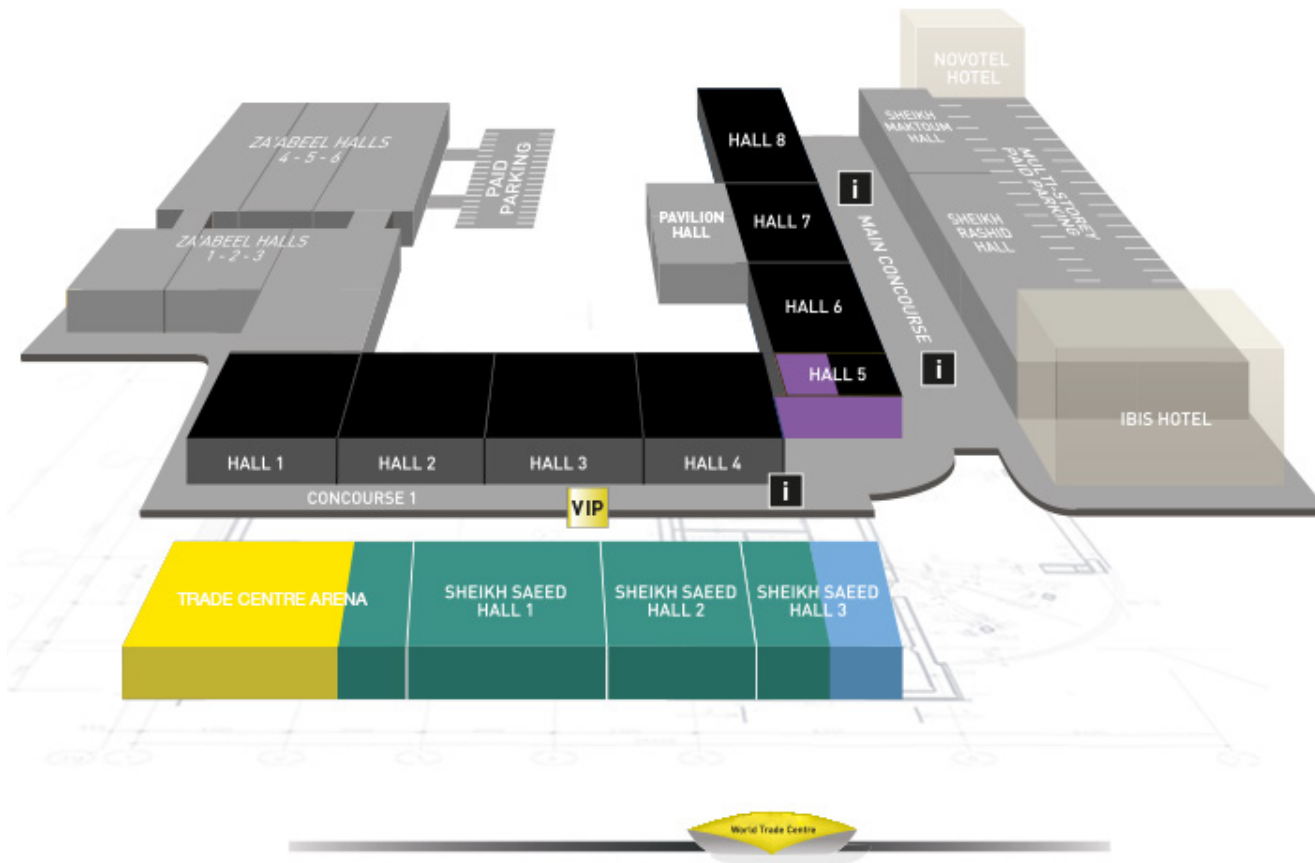 NOVOTEL
HOTEL
SHEIKH
MAKTOUM
HALL
MULTI-STOREY
PAID PARKING
HALL 8
ZA'ABEEL HALLS
4 - 5 - 6
PAID
PARKING
i
PAVILION
HALL
HALL 7
SHEIKH
RASHID
HALL
MAIN CONCOURSE
ZA'ABEEL HALLS
1 - 2 - 3
HALL 6
HALL 5
i
IBIS HOTEL
HALL 1
HALL 2
HALL 3
HALL 4
i
CONCOURSE 1
VIP
TRADE CENTRE ARENA
SHEIKH SAEED
HALL 1
SHEIKH SAEED
HALL 2
SHEIKH SAEED
HALL 3
World Trade Centre